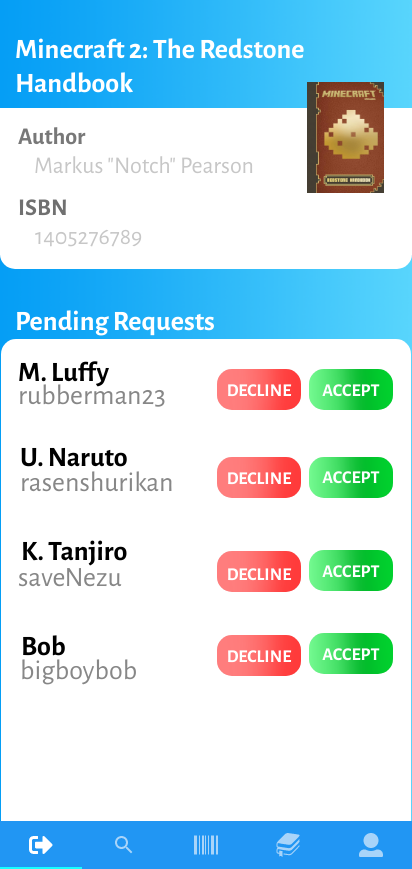 Minecraft 2: The Redstone
Handbook
MINECRAFT
Author
Markus "Notch" Pearson
REDSTONE HANDBOOK
ISBN
1405276789
Pending Requests
M. Luffy
rubberman23
DECLINE
ACCEPT
U. Naruto
rasenshurikan
DECLINE
ACCEPT
K. Tanjiro
saveNezu
DECLINE
ACCEPT
Bob
bigboybob
DECLINE
ACCEPT